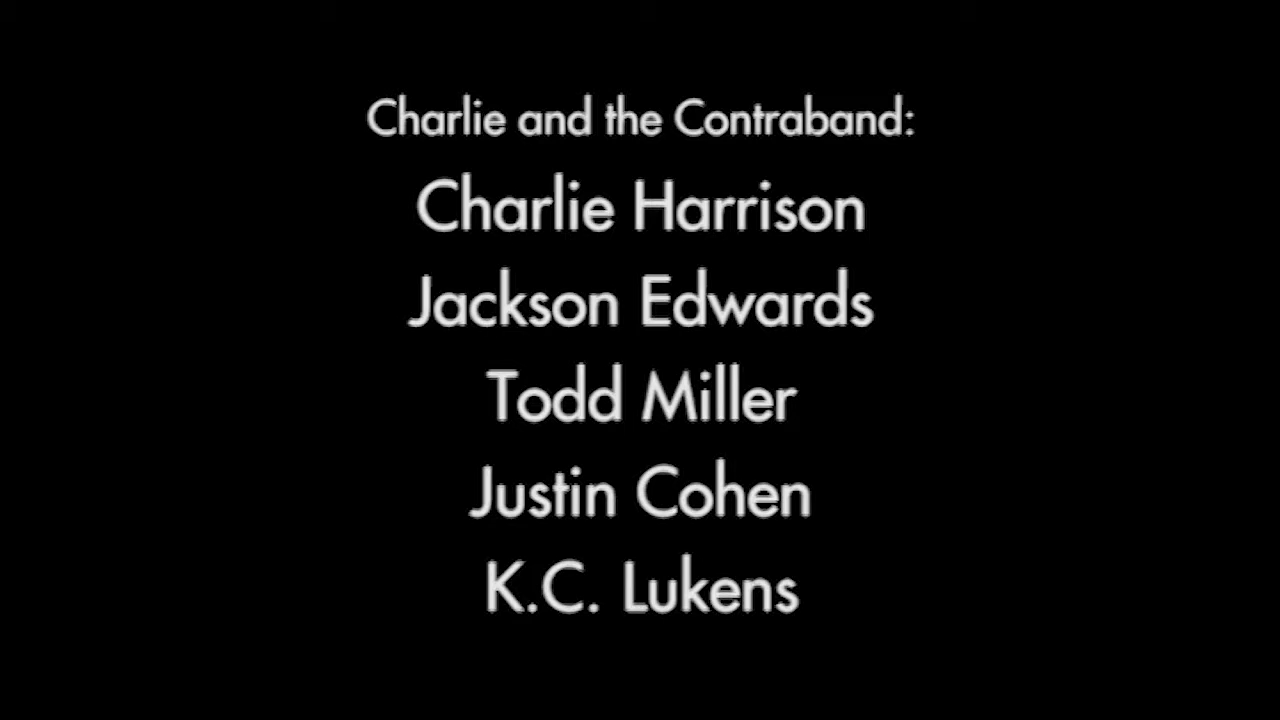 Charlie and the Contraband:
Charlie Harrison
Jackson Edwards
Todd Miller
Justin Cohen
K.C. Lukens